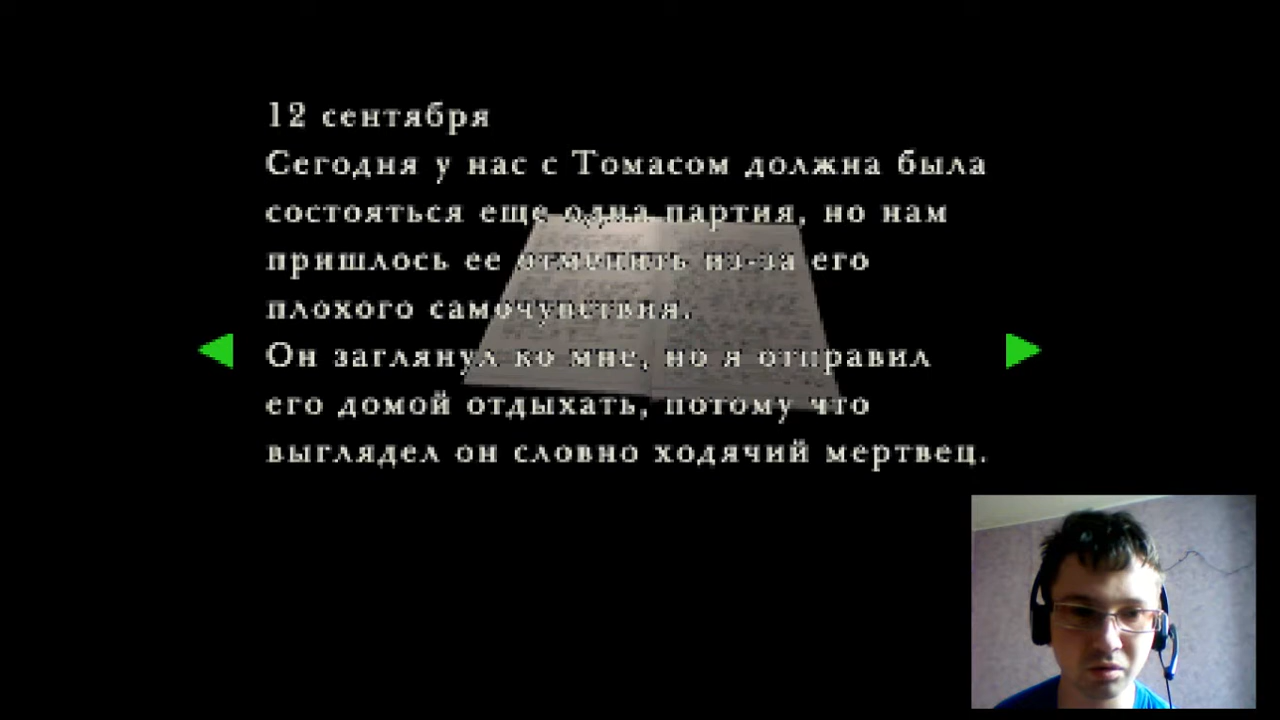 12 сентября
Сегодня у нас с Томасом должна была
состояться еще одна партия, но нам
пришлось ее отменить из-за его
плохого самочувствия.
Он заглянул ко мне, но я отправил
его домой отдыхать, потому что
выглядел он словно ходячий мертвец.